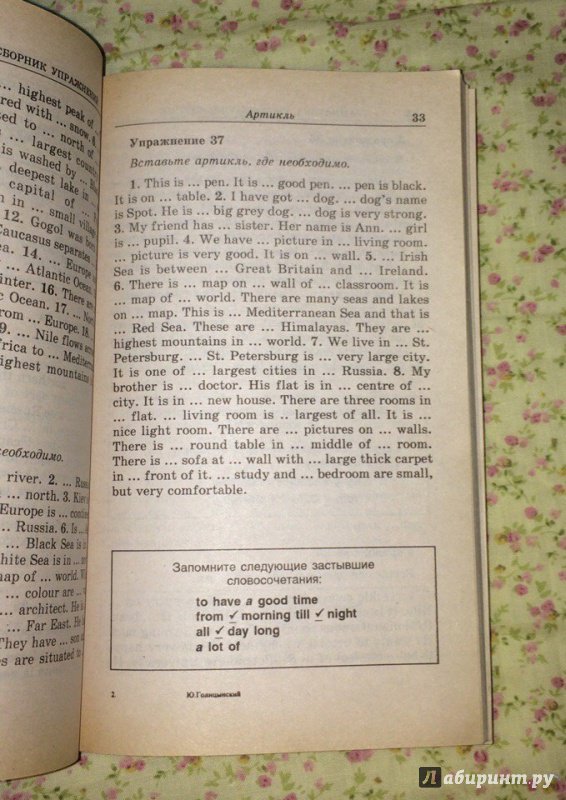 СБОРНИК УПРАЖНЕНИЙ
... highest peak of
... snow.
to ... north of
... largest
is washed by ...
deepest lake in
capital of
in ... small
12. Gogol was
Caucasus separates
sea. 14. ... Europe
... Atlantic Ocean.
16. There are
Ocean. 17. ...
from ... Europe. 18.
9. ... Nile flows
to ...
highest mountains
необходимо.
river. 2. ...
... north. 3.
Europe is ...
... Russia. 6.
... Black Sea is
White Sea is in ...
map of ... world.
... colour are ...
... architect. He
... Far East. He
They have ... son
are situated
Артикль 33
Упражнение 37
Вставьте артикль, где необходимо.
1. This is ... pen. It is ... good pen. ... pen is black.
It is on ... table. 2. I have got ... dog. ... dog's name
is Spot. He is ... big grey dog. ... dog is very strong.
3. My friend has ... sister. Her name is Ann. ... girl
is ... pupil. 4. We have ... picture in ... living room.
... picture is very good. It is on ... wall. 5. ... Irish
Sea is between ... Great Britain and ... Ireland.
6. There is ... map on ... wall of ... classroom. It is
... map of ... world. There are many seas and lakes
on ... map. This is ... Mediterranean Sea and that is
... Red Sea. These are ... Himalayas. They are ...
highest mountains in ... world. 7. We live in ... St.
Petersburg. ... St. Petersburg is ... very large city.
It is one of ... largest cities in ... Russia. 8. My
brother is ... doctor. His flat is in ... centre of ...
city. It is in ... new house. There are three rooms in
... flat. ... living room is .. largest of all. It is ...
nice light room. There are ... pictures on ... walls.
There is ... round table in ... middle of ... room.
There is ... sofa at ... wall with ... large thick carpet
in ... front of it. ... study and ... bedroom are small,
but very comfortable.
Запомните следующие застывшие
словосочетания:
to have a good time
from ✓ morning till ✓ night
all ✓ day long
a lot of
2. Ю.Голицынский
Лабиринт.ру